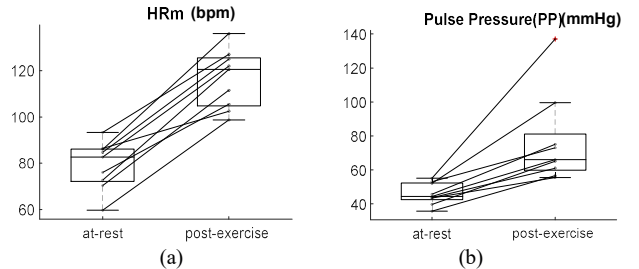 HRm (bpm)
120
100
80
60
at-rest post-exercise
(a)
Pulse Pressure(PP)(mmHg)
140
120
100
80
60
40
at-rest post-exercise
(b)